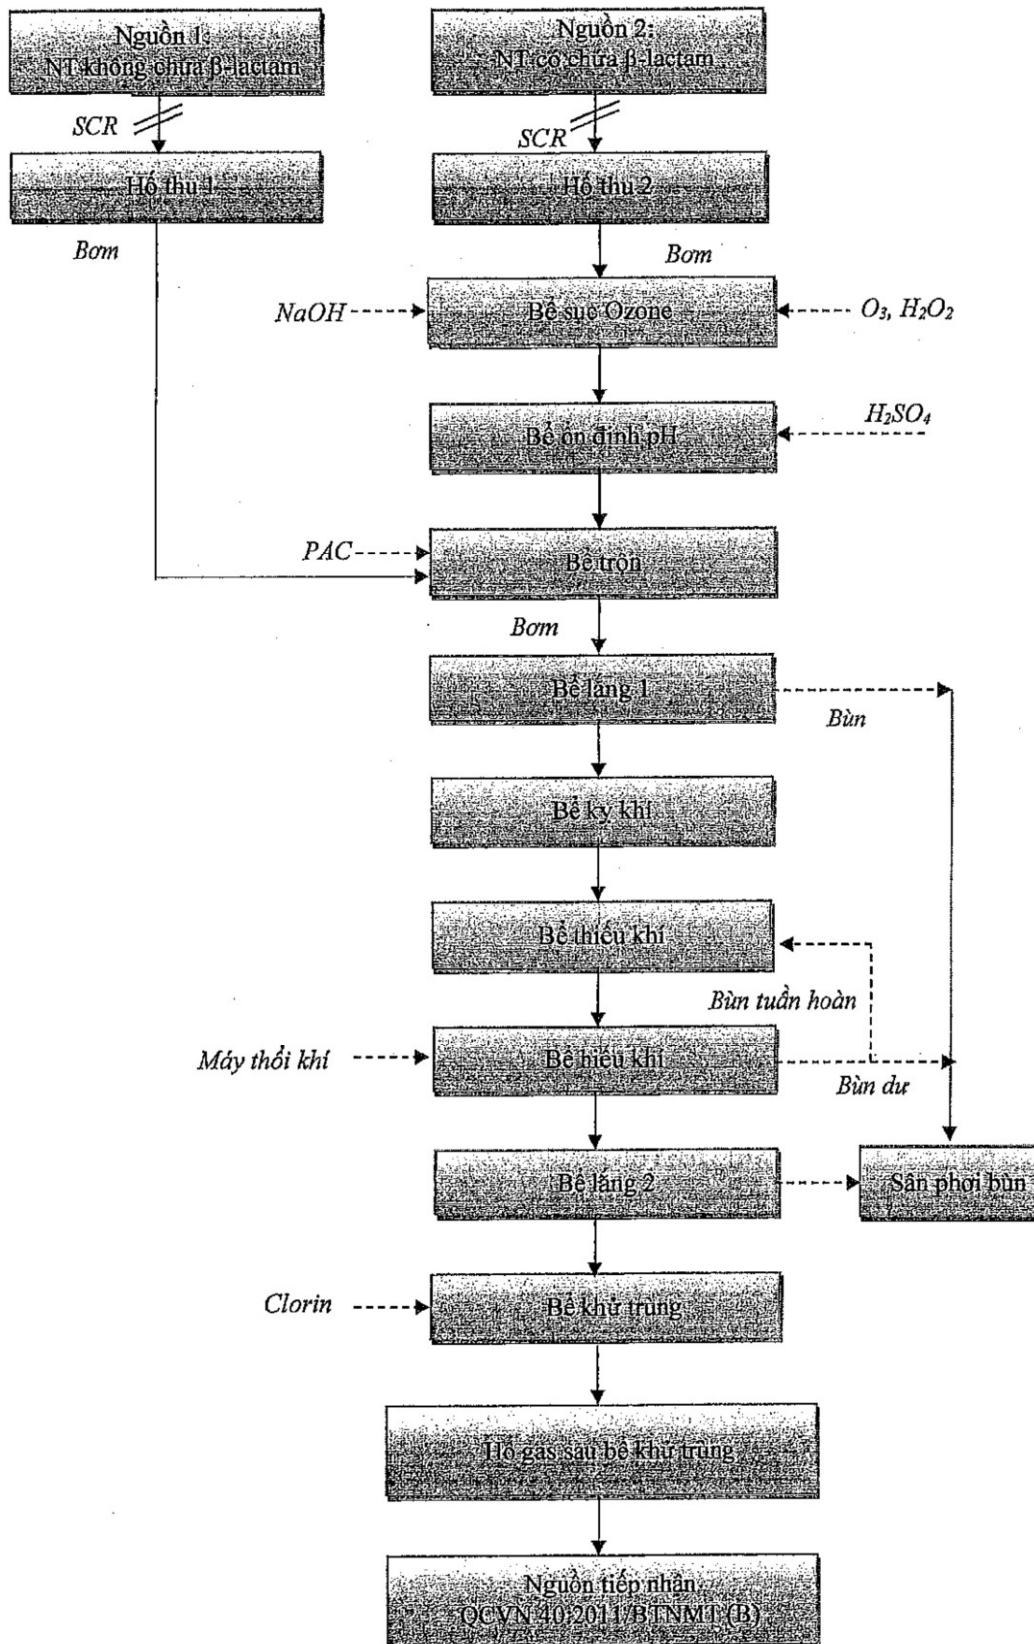 Nguồn 1:
NT không chứa β-lactam
Nguồn 2:
NT có chứa β-lactam
SCR
SCR
Hố thu 1
Hố thu 2
Bơm
Bơm
NaOH
Bể sục Ozone
O₃, H₂O₂
Bể ổn định pH
H₂SO₄
PAC
Bể trộn
Bơm
Bể lắng 1
Bùn
Bể kỵ khí
Bể thiếu khí
Bùn tuần hoàn
Máy thổi khí
Bể hiếu khí
Bùn dư
Bể lắng 2
Sân phơi bùn
Clorin
Bể khử trùng
Hố gas sau bể khử trùng
Nguồn tiếp nhận
QCVN 40:2011/BTNMT (B)